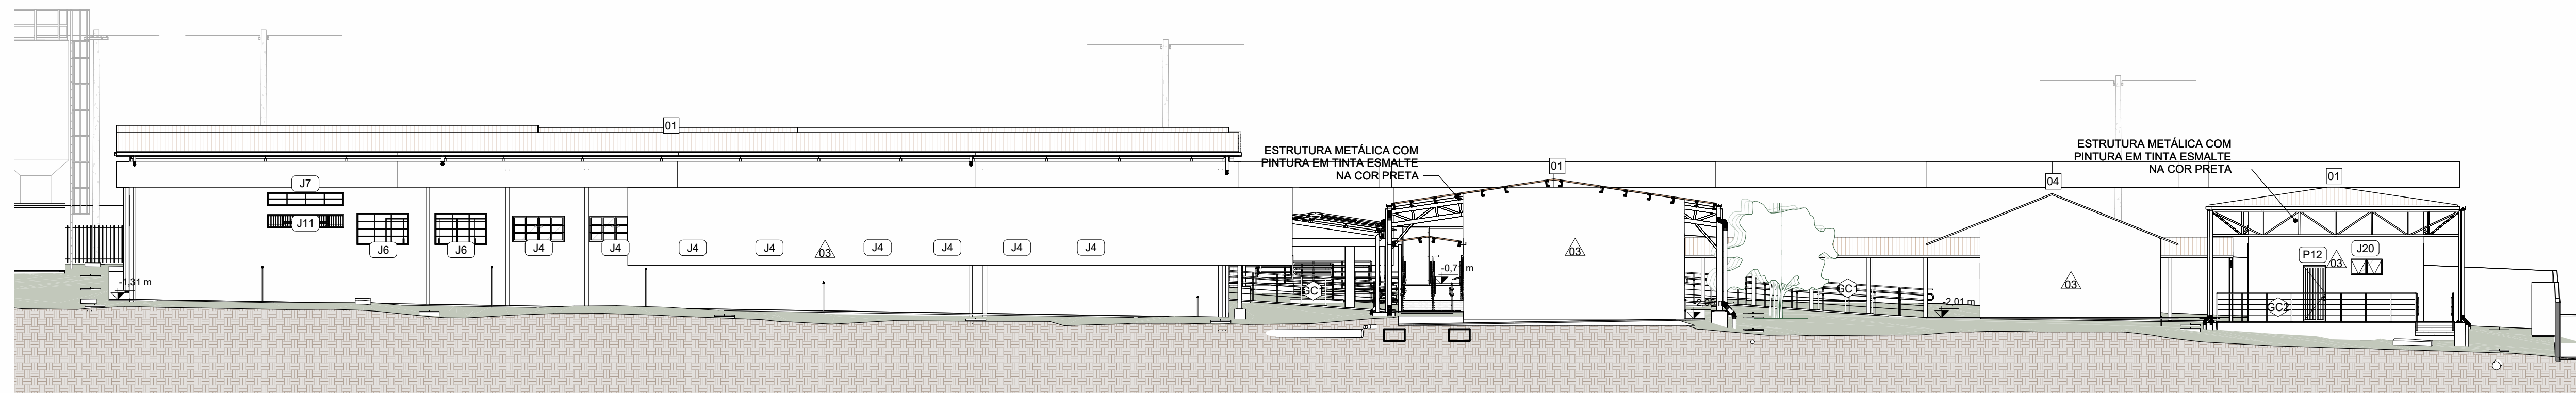 01
ESTRUTURA METÁLICA COM
PINTURA EM TINTA ESMALTE
NA COR PRETA
01
ESTRUTURA METÁLICA COM
PINTURA EM TINTA ESMALTE
NA COR PRETA
01
04
J7
J11
J6
J6
J4
J4
J4
J4
03
J4
J4
J4
J4
03
P12
03
J20
-1,31 m
GC1
GC1
-2,01 m
03
GC2